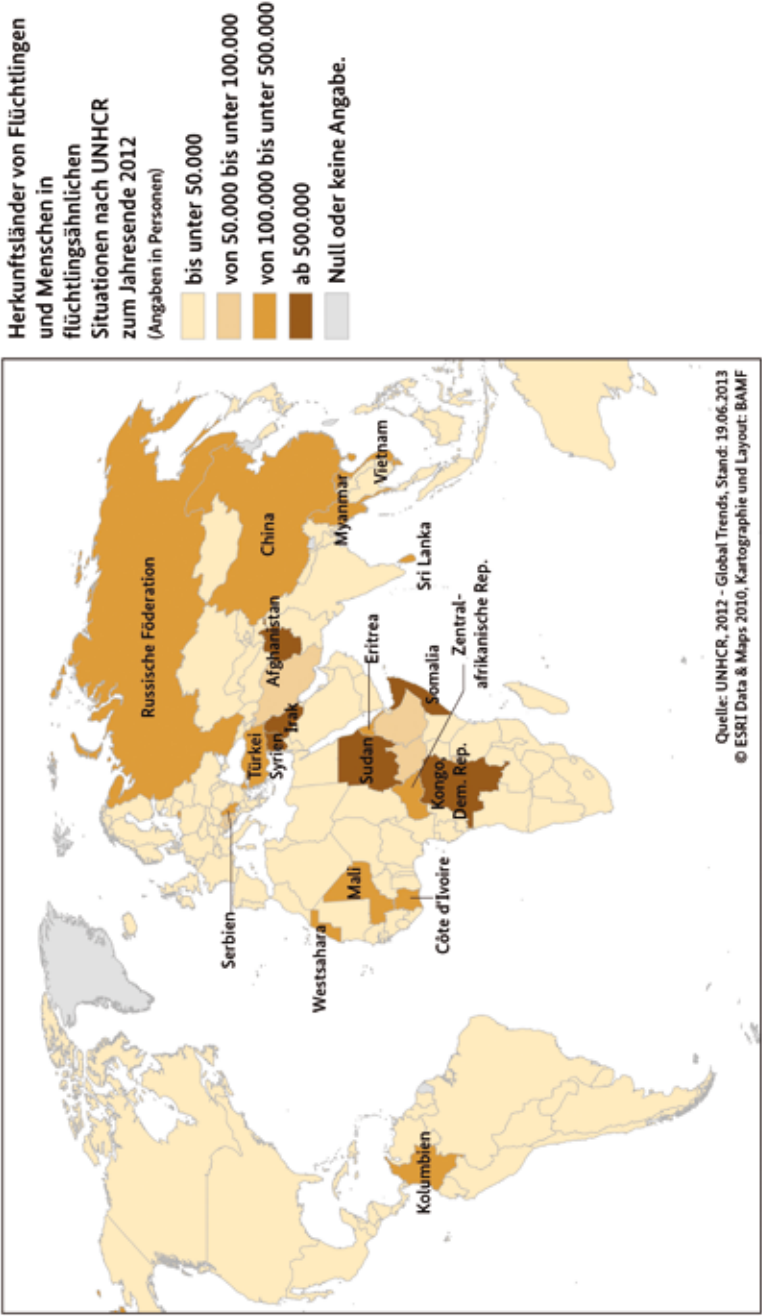 Herkunftsländer von Flüchtlingen
und Menschen in
flüchtlingsähnlichen
Situationen nach UNHCR
zum Jahresende 2012
(Angaben in Personen)
bis unter 50.000
von 50.000 bis unter 100.000
von 100.000 bis unter 500.000
ab 500.000
Null oder keine Angabe.
Russische Föderation
China
Afghanistan
Türkei
Syrien
Irak
Myanmar
Vietnam
Sri Lanka
Serbien
Westsahara
Mali
Côte d'Ivoire
Sudan
Eritrea
Somalia
Zentral-
afrikanische Rep.
Kongo,
Dem. Rep.
Kolumbien
Quelle: UNHCR, 2012 - Global Trends, Stand: 19.06.2013
© ESRI Data & Maps 2010, Kartographie und Layout: BAMF